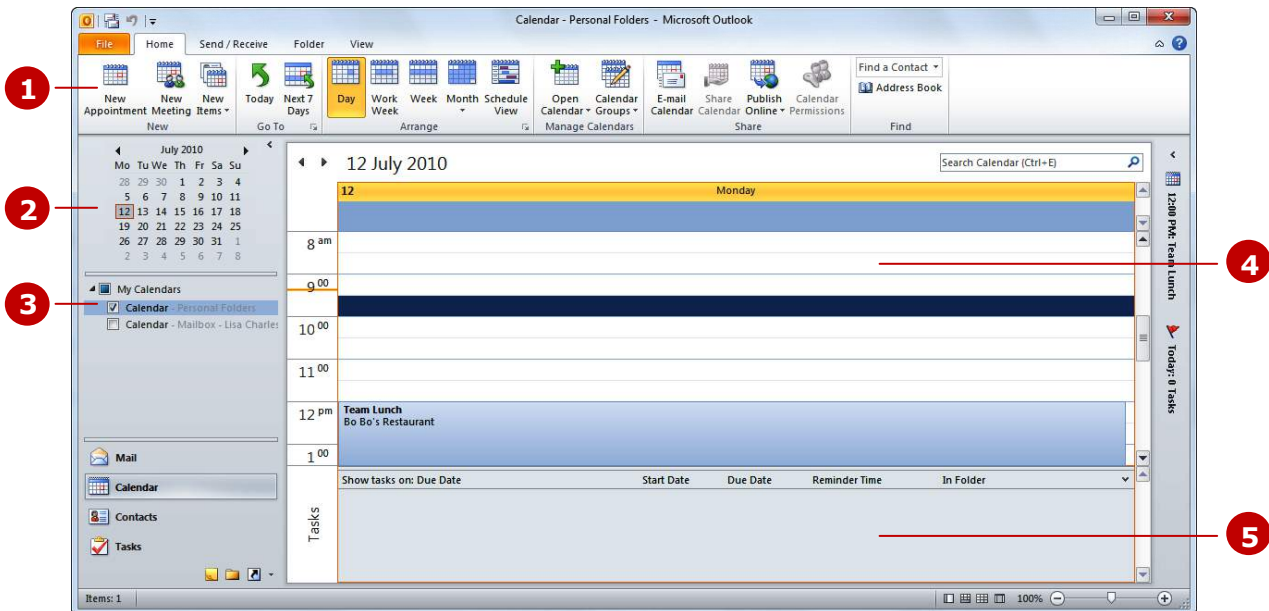 Calendar - Personal Folders - Microsoft Outlook
File Home Send / Receive Folder View
New Appointment
New Meeting
New Items
Today
Next 7 Days
Day
Work Week
Week
Month
Schedule View
Open Calendar
Calendar Groups
E-mail Calendar
Share Calendar
Publish Online
Calendar Permissions
Find a Contact
Address Book
New Go To Arrange Manage Calendars Share Find
1
2
3
July 2010
Mo Tu We Th Fr Sa Su
28 29 30 1 2 3 4
5 6 7 8 9 10 11
12 13 14 15 16 17 18
19 20 21 22 23 24 25
26 27 28 29 30 31 1
2 3 4 5 6 7 8
My Calendars
Calendar - Personal Folders
Calendar - Mailbox - Lisa Charles
Mail
Calendar
Contacts
Tasks
12 July 2010
Search Calendar (Ctrl+E)
12 Monday
8 am
9 00
10 00
11 00
12 pm Team Lunch
Bo Bo's Restaurant
1 00
Tasks
Show tasks on: Due Date Start Date Due Date Reminder Time In Folder
12:00 PM: Team Lunch
Today: 0 Tasks
4
5
Items: 1
100%